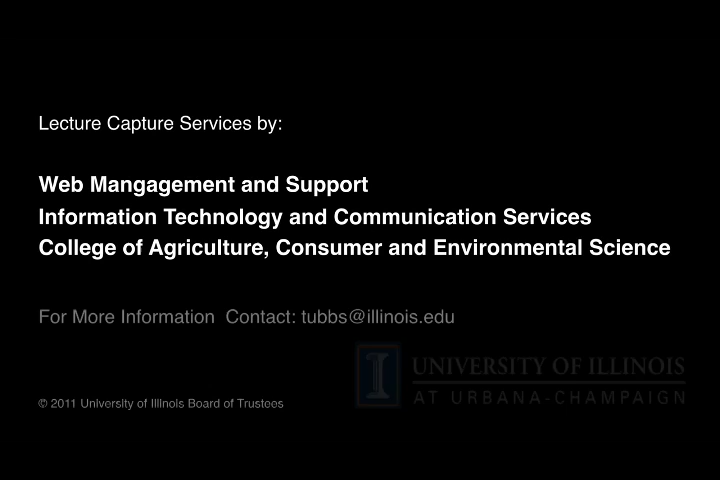 Lecture Capture Services by:
Web Mangagement and Support
Information Technology and Communication Services
College of Agriculture, Consumer and Environmental Science
For More Information  Contact: tubbs@illinois.edu
I
UNIVERSITY OF ILLINOIS
AT URBANA-CHAMPAIGN
© 2011 University of Illinois Board of Trustees